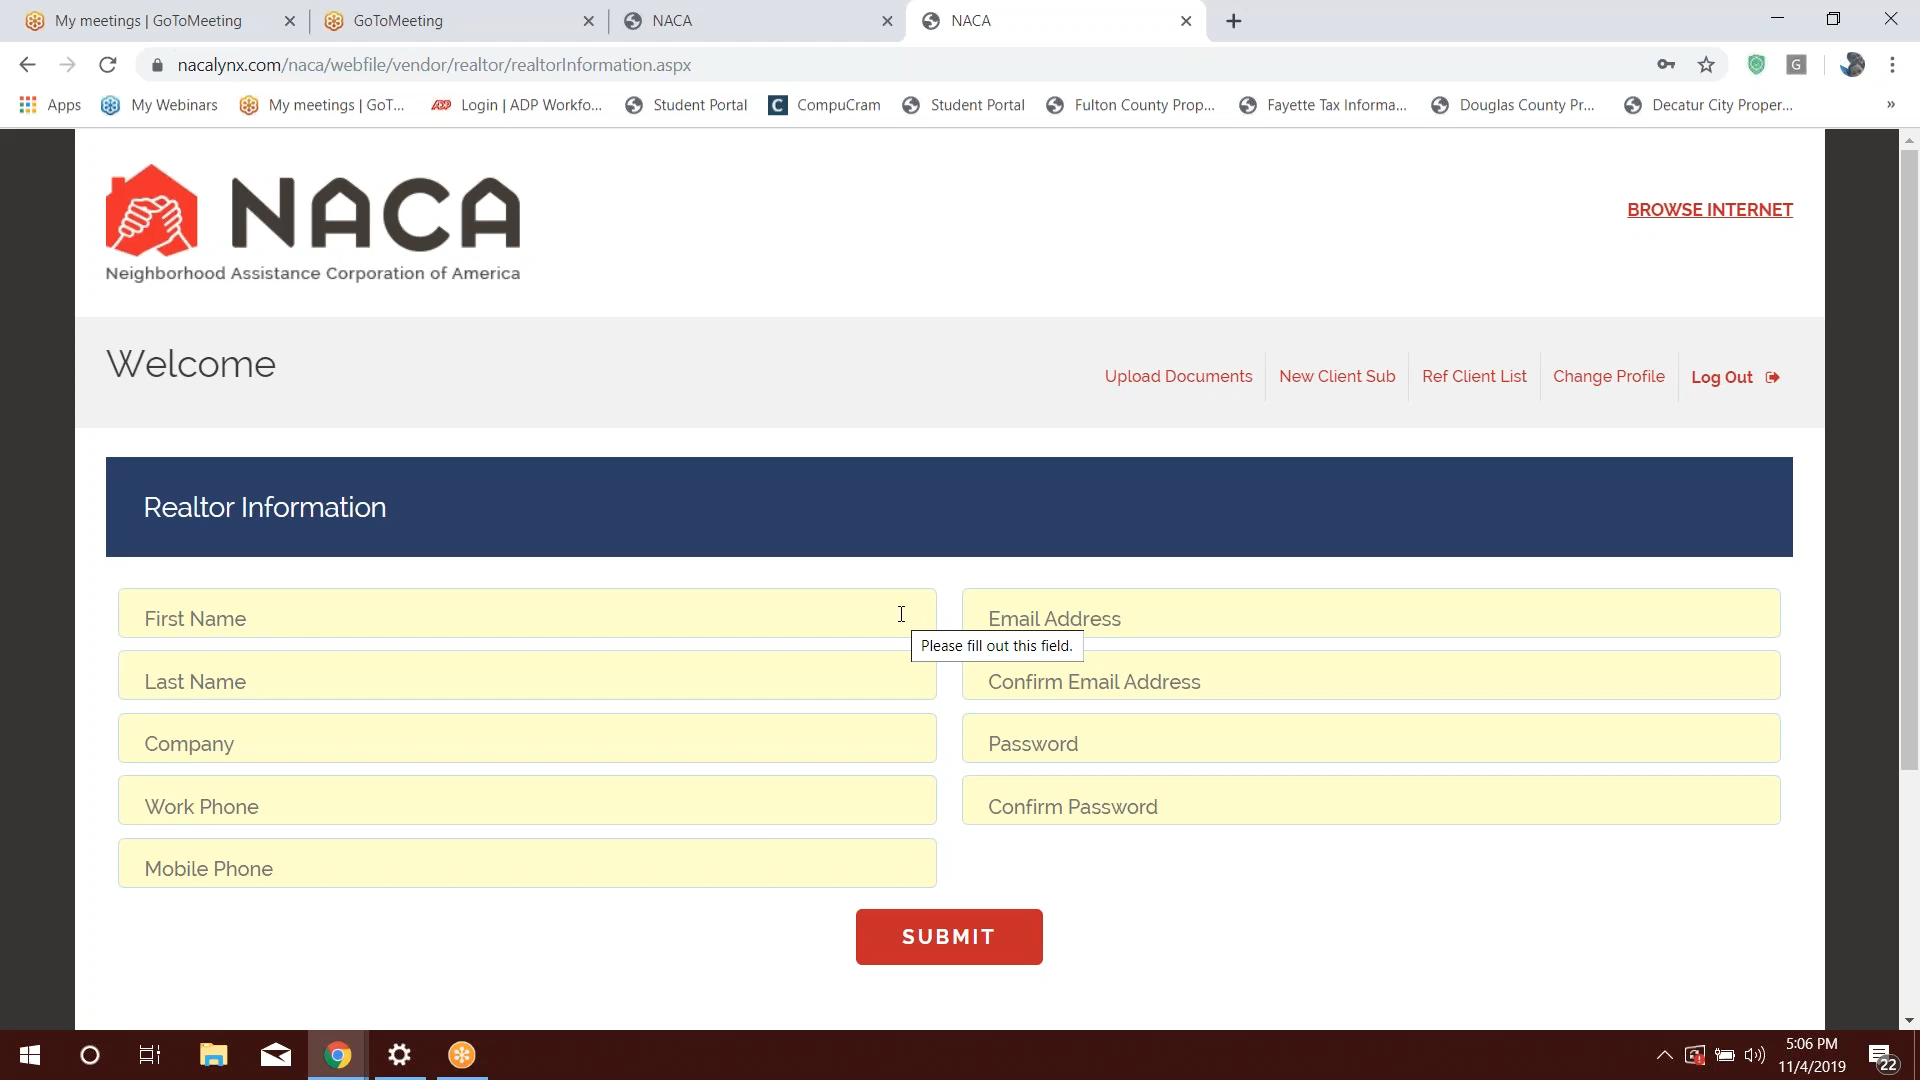 My meetings | GoToMeeting
GoToMeeting
NACA
NACA
nacalynx.com/naca/webfile/vendor/realtor/realtorInformation.aspx
G
Apps
My Webinars
My meetings | GoT...
ADP
Login | ADP Workfo...
Student Portal
C
CompuCram
Student Portal
Fulton County Prop...
Fayette Tax Informa...
Douglas County Pr...
Decatur City Proper...
»
NACA
Neighborhood Assistance Corporation of America
BROWSE INTERNET
Welcome
Upload Documents
New Client Sub
Ref Client List
Change Profile
Log Out
Realtor Information
First Name
Email Address
Please fill out this field.
Last Name
Confirm Email Address
Company
Password
Work Phone
Confirm Password
Mobile Phone
SUBMIT
5:06 PM
11/4/2019
22